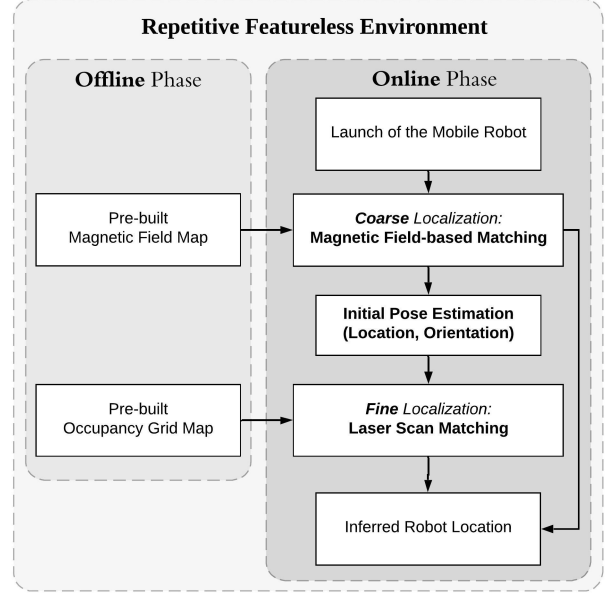 Repetitive Featureless Environment
Offline Phase
Online Phase
Launch of the Mobile Robot
Pre-built
Magnetic Field Map
Coarse Localization:
Magnetic Field-based Matching
Initial Pose Estimation
(Location, Orientation)
Pre-built
Occupancy Grid Map
Fine Localization:
Laser Scan Matching
Inferred Robot Location